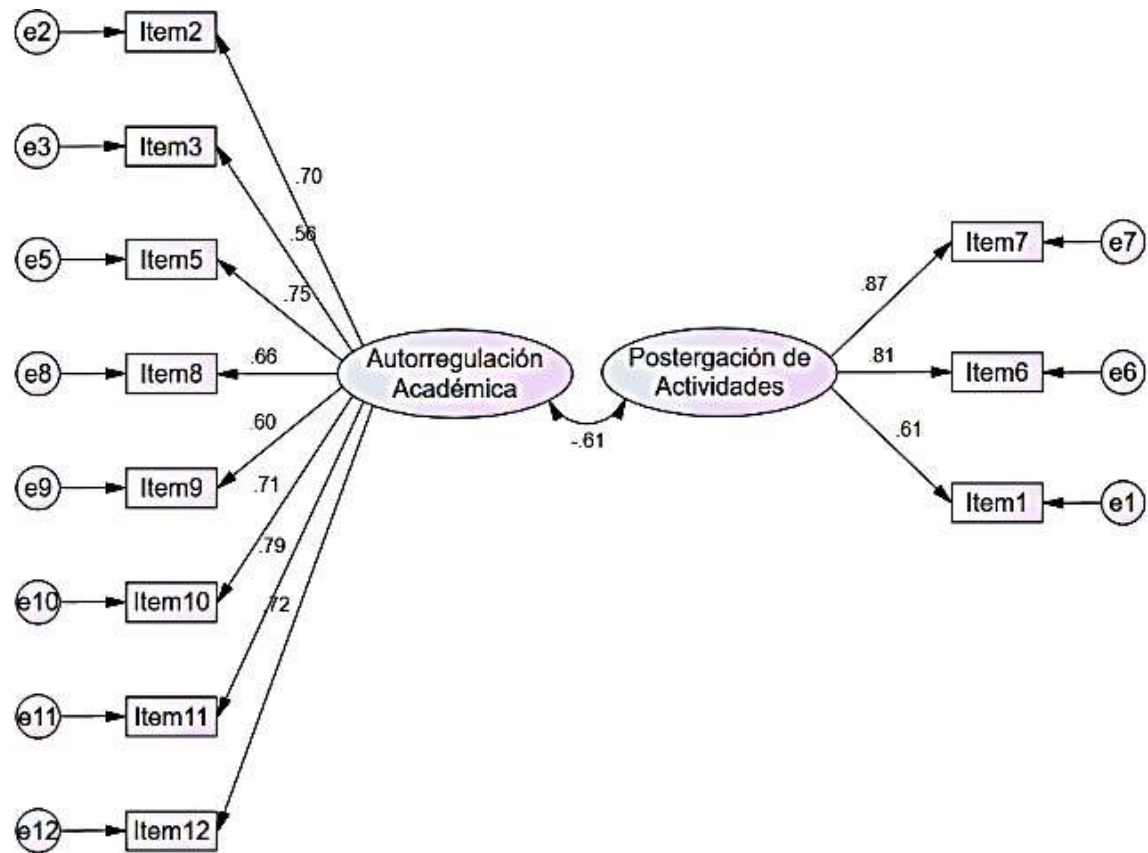 e2
Item2
e3
Item3
.70
.56
e5
Item5
.75
Item7
e7
.87
e8
Item8
.66
Autorregulación
Académica
Postergación de
Actividades
.81
Item6
e6
-.61
.60
.61
e9
Item9
.71
Item1
e1
.79
e10
Item10
.72
e11
Item11
e12
Item12